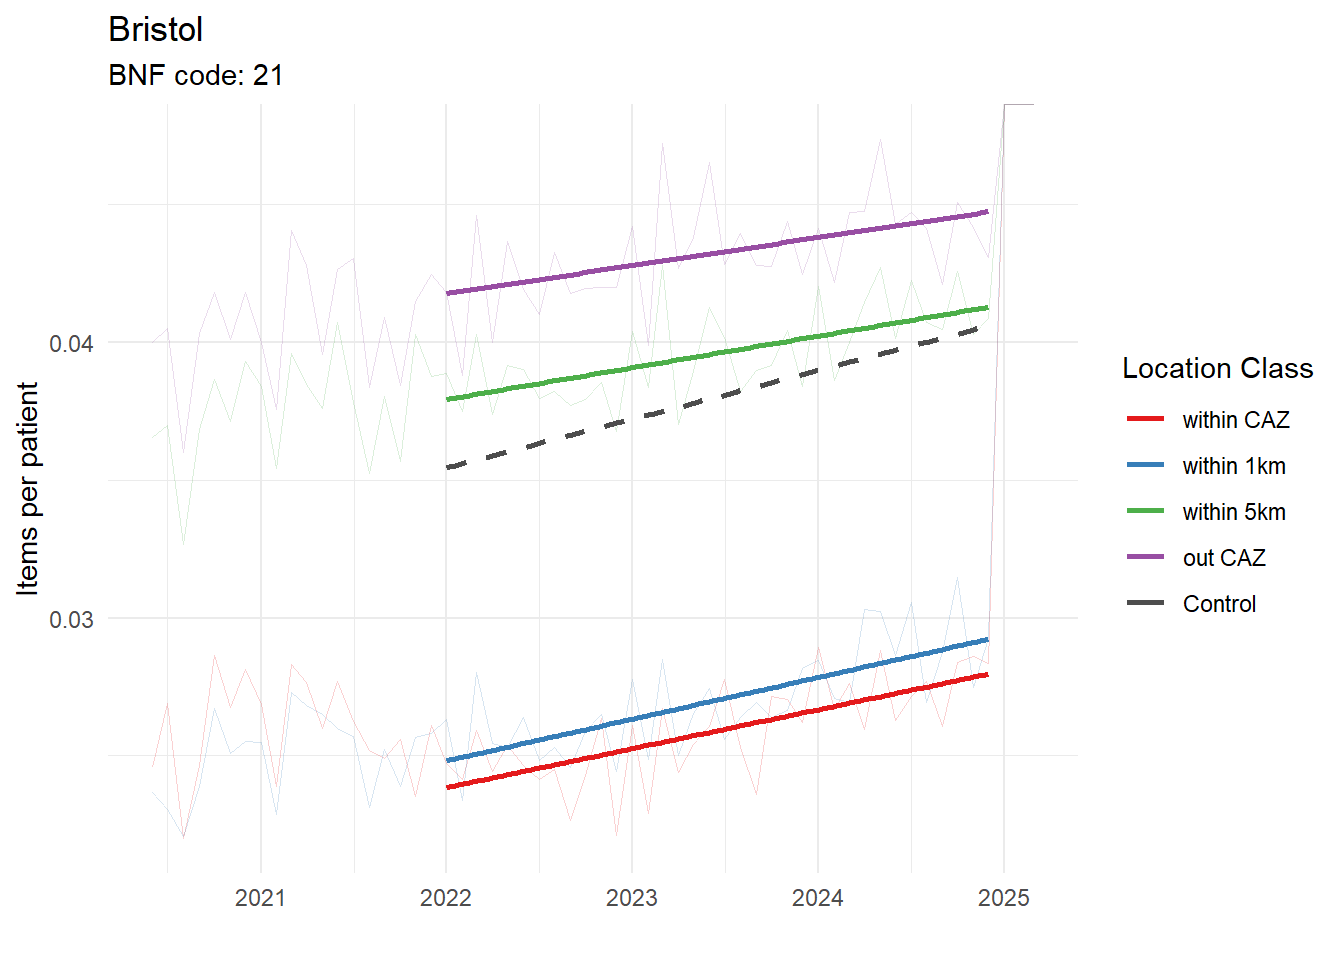 Bristol
BNF code: 21
Items per patient
0.04
0.03
2021
2022
2023
2024
2025
Location Class
within CAZ
within 1km
within 5km
out CAZ
Control